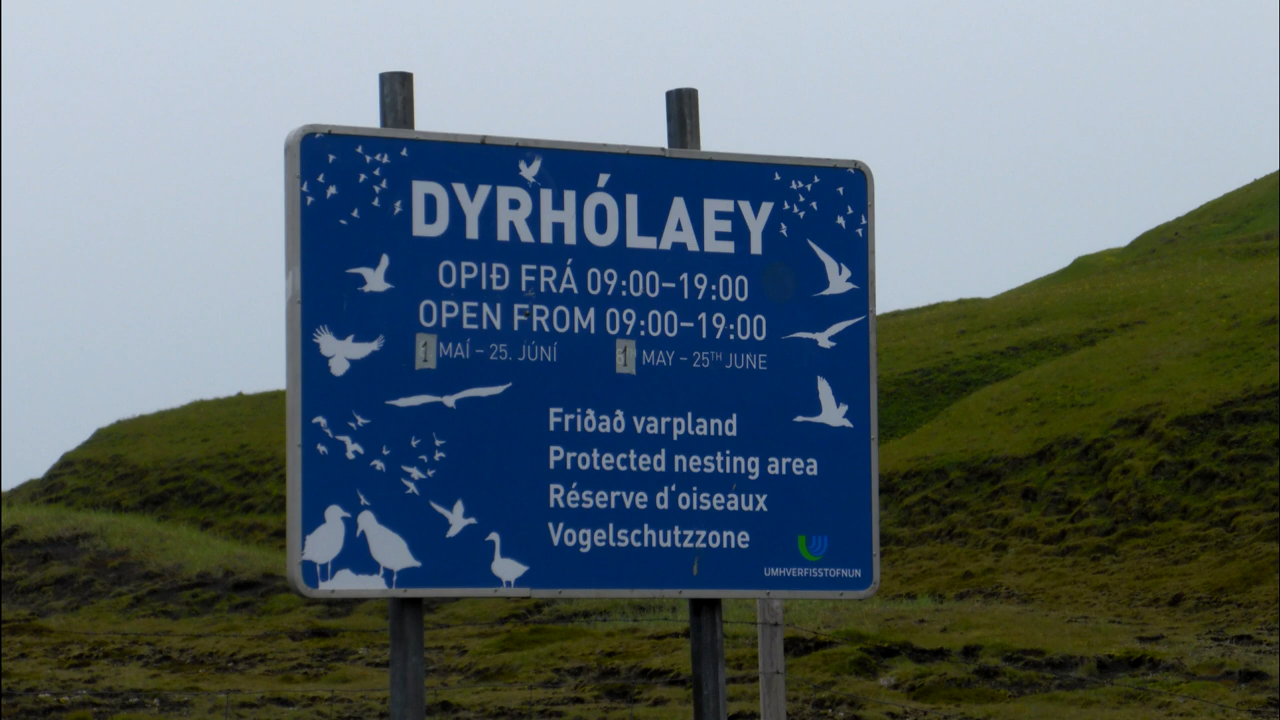 DYRHÓLAEY
OPIÐ FRÁ 09:00–19:00
OPEN FROM 09:00–19:00
1 MAÍ – 25. JÚNÍ 1 MAY – 25TH JUNE
Friðað varpland
Protected nesting area
Réserve d'oiseaux
Vogelschutzzone
UMHVERFISSTOFNUN